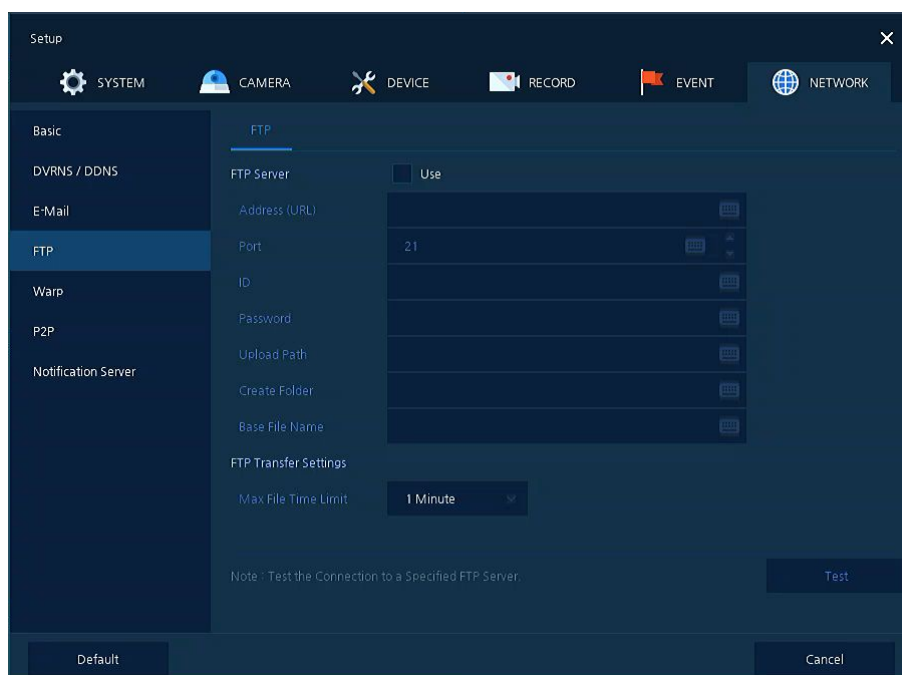 Setup
SYSTEM CAMERA DEVICE RECORD EVENT NETWORK
Basic
DVRNS / DDNS
E-Mail
FTP
Warp
P2P
Notification Server
FTP
FTP Server Use
Address (URL)
Port 21
ID
Password
Upload Path
Create Folder
Base File Name
FTP Transfer Settings
Max File Time Limit 1 Minute
Note : Test the Connection to a Specified FTP Server. Test
Default Cancel